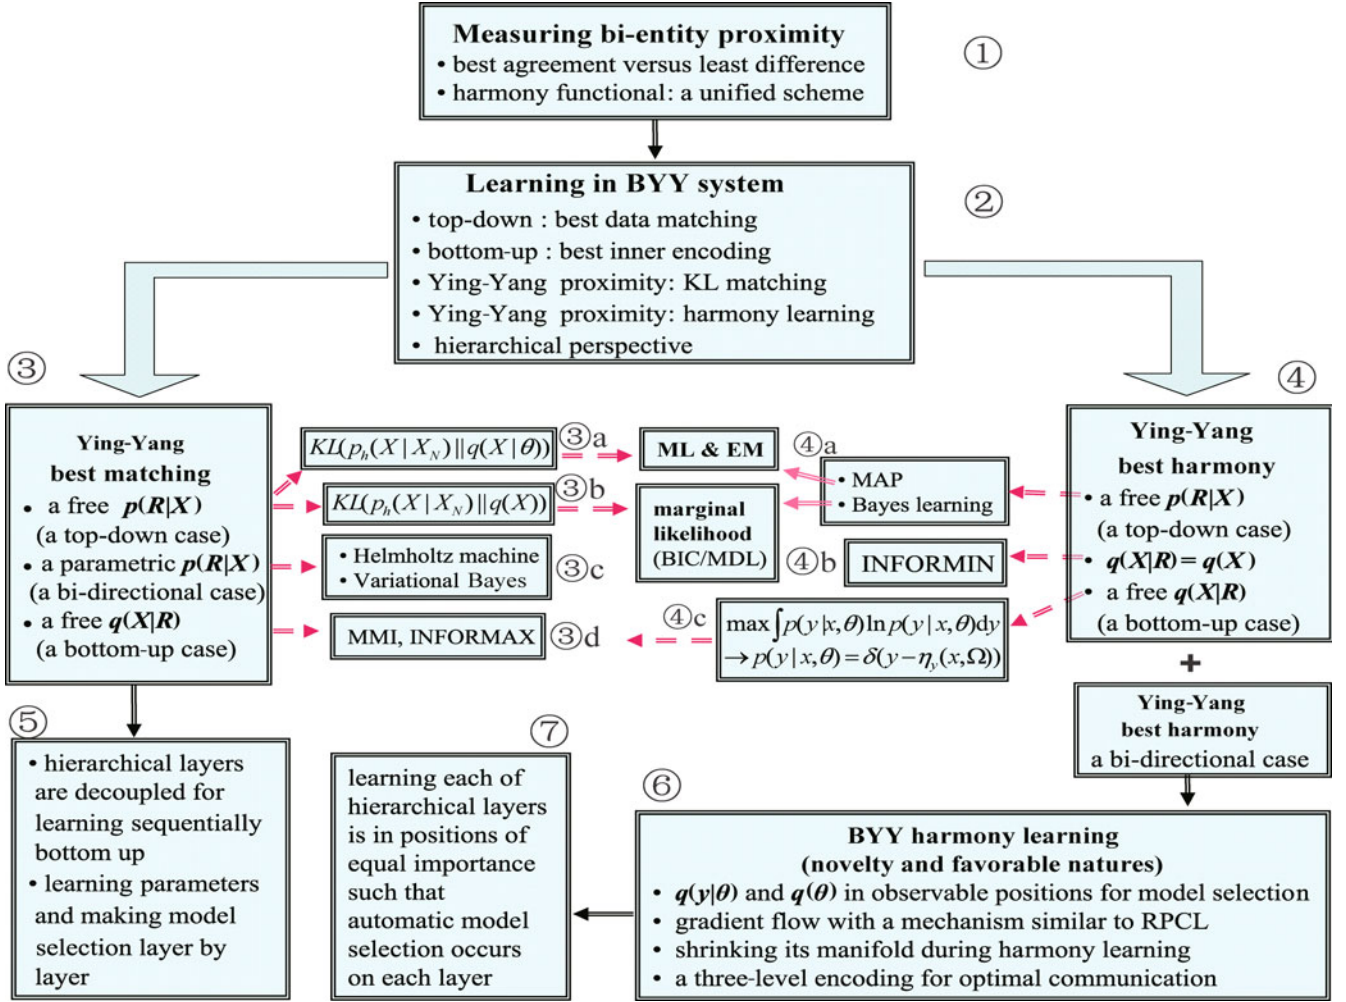 Measuring bi-entity proximity
• best agreement versus least difference
• harmony functional: a unified scheme
①
Learning in BYY system
• top-down : best data matching
• bottom-up : best inner encoding
• Ying-Yang proximity: KL matching
• Ying-Yang proximity: harmony learning
• hierarchical perspective
②
③
Ying-Yang
best matching
• a free p(R|X)
(a top-down case)
• a parametric p(R|X)
(a bi-directional case)
• a free q(X|R)
(a bottom-up case)
KL(p_h(X | X_N) || q(X | θ))
③a
ML & EM
KL(p_h(X | X_N) || q(X))
③b
marginal
likelihood
(BIC/MDL)
• Helmholtz machine
• Variational Bayes
③c
MMI, INFORMAX
③d
④a
• MAP
• Bayes learning
④b
INFORMIN
④c
max ∫ p(y|x,θ) ln p(y | x,θ)dy
→ p(y | x,θ) = δ(y − η_y(x,Ω))
④
Ying-Yang
best harmony
• a free p(R|X)
(a top-down case)
• q(X|R)= q(X)
• a free q(X|R)
(a bottom-up case)
+
Ying-Yang
best harmony
a bi-directional case
⑤
• hierarchical layers
are decoupled for
learning sequentially
bottom up
• learning parameters
and making model
selection layer by
layer
⑦
learning each of
hierarchical layers
is in positions of
equal importance
such that
automatic model
selection occurs
on each layer
⑥
BYY harmony learning
(novelty and favorable natures)
• q(y|θ) and q(θ) in observable positions for model selection
• gradient flow with a mechanism similar to RPCL
• shrinking its manifold during harmony learning
• a three-level encoding for optimal communication